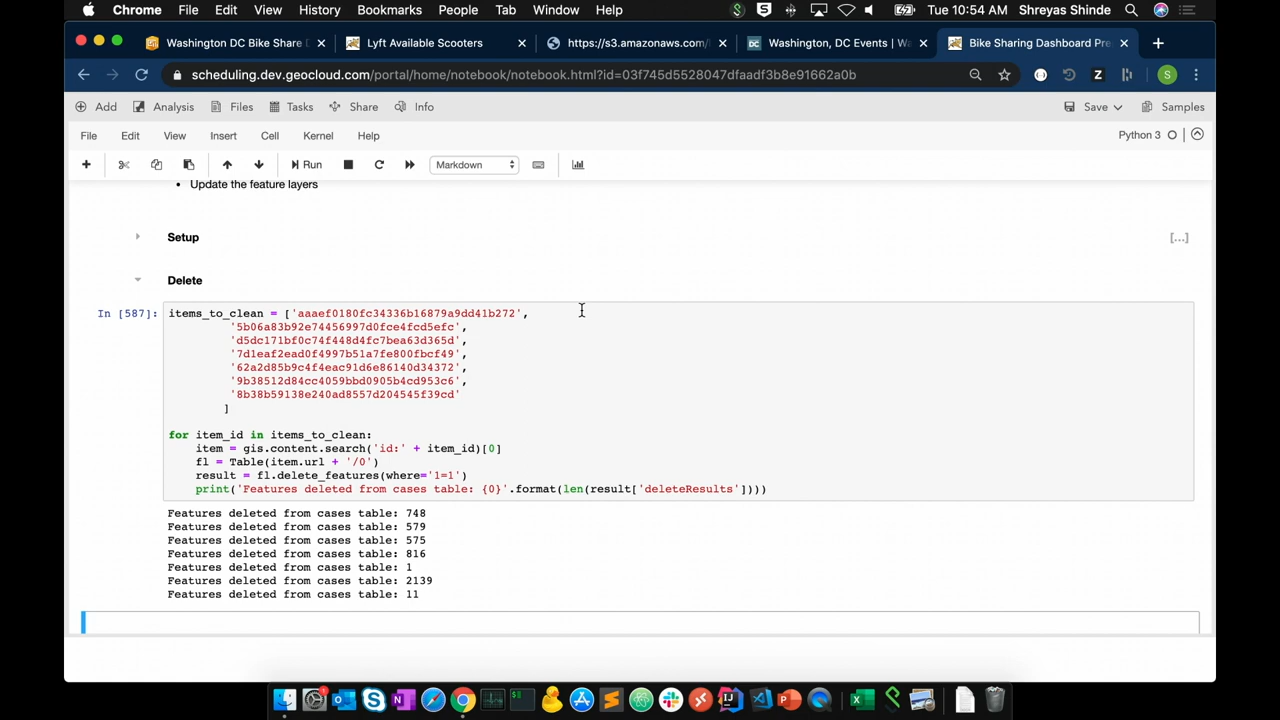 Chrome File Edit View History Bookmarks People Tab Window Help Tue 10:54 AM Shreyas Shinde
Washington DC Bike Share D Lyft Available Scooters https://s3.amazonaws.com/ Washington, DC Events | Wa Bike Sharing Dashboard Pre
scheduling.dev.geocloud.com/portal/home/notebook/notebook.html?id=03f745d5528047dfaadf3b8e91662a0b
Add Analysis Files Tasks Share Info Save Samples
File Edit View Insert Cell Kernel Help Python 3
Run Markdown
• Update the feature layers
Setup [...]
Delete
In [587]: items_to_clean = ['aaaef0180fc34336b16879a9dd41b272',
'5b06a83b92e74456997d0fce4fcd5efc',
'd5dc171bf0c74f448d4fc7bea63d365d',
'7d1eaf2ead0f4997b51a7fe800fbcf49',
'62a2d85b9c4f4eac91d6e86140d34372',
'9b38512d84cc4059bbd0905b4cd953c6',
'8b38b59138e240ad8557d204545f39cd'
]
for item_id in items_to_clean:
item = gis.content.search('id:' + item_id)[0]
fl = Table(item.url + '/0')
result = fl.delete_features(where='1=1')
print('Features deleted from cases table: {0}'.format(len(result['deleteResults'])))
Features deleted from cases table: 748
Features deleted from cases table: 579
Features deleted from cases table: 575
Features deleted from cases table: 816
Features deleted from cases table: 1
Features deleted from cases table: 2139
Features deleted from cases table: 11